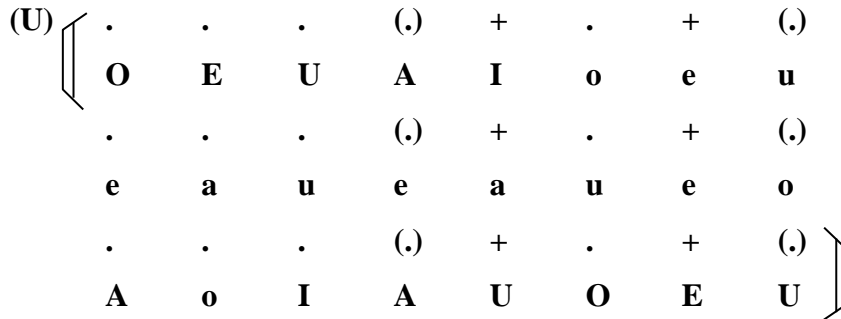 (U) . . . (.) + . + (.)
O E U A I o e u
. . . (.) + . + (.)
e a u e a u e o
. . . (.) + . + (.)
A o I A U O E U